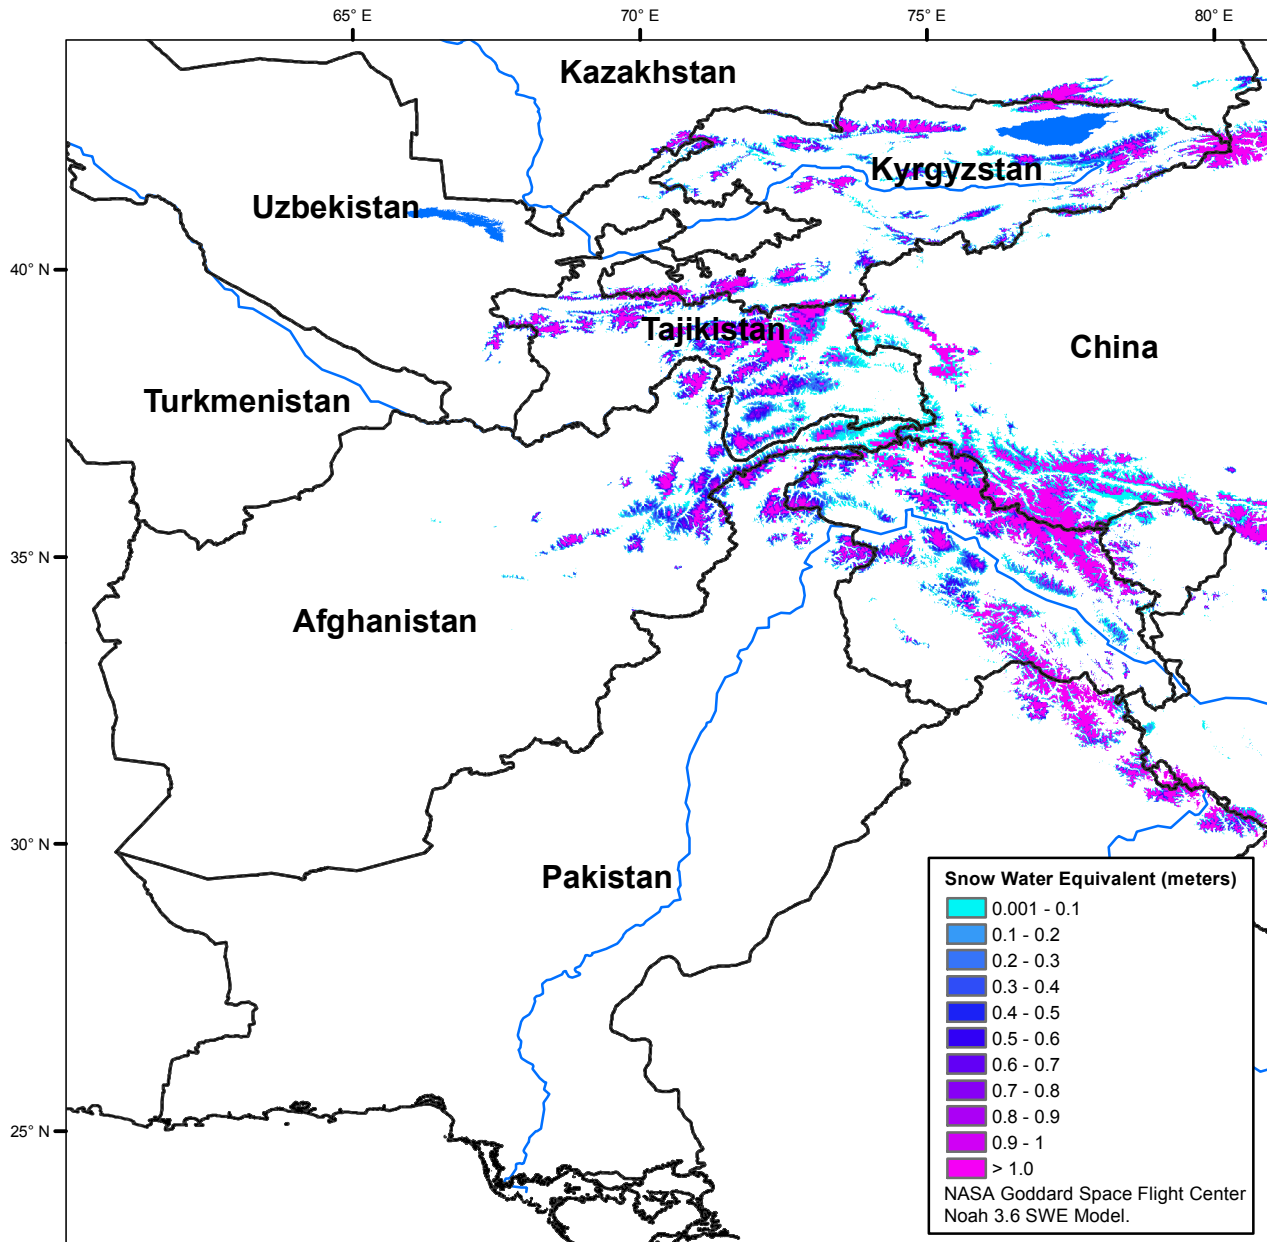 65° E
70° E
75° E
80° E
Kazakhstan
Kyrgyzstan
Uzbekistan
40° N
Tajikistan
China
Turkmenistan
35° N
Afghanistan
30° N
Pakistan
25° N
Snow Water Equivalent (meters)
0.001 - 0.1
0.1 - 0.2
0.2 - 0.3
0.3 - 0.4
0.4 - 0.5
0.5 - 0.6
0.6 - 0.7
0.7 - 0.8
0.8 - 0.9
0.9 - 1
> 1.0
NASA Goddard Space Flight Center
Noah 3.6 SWE Model.